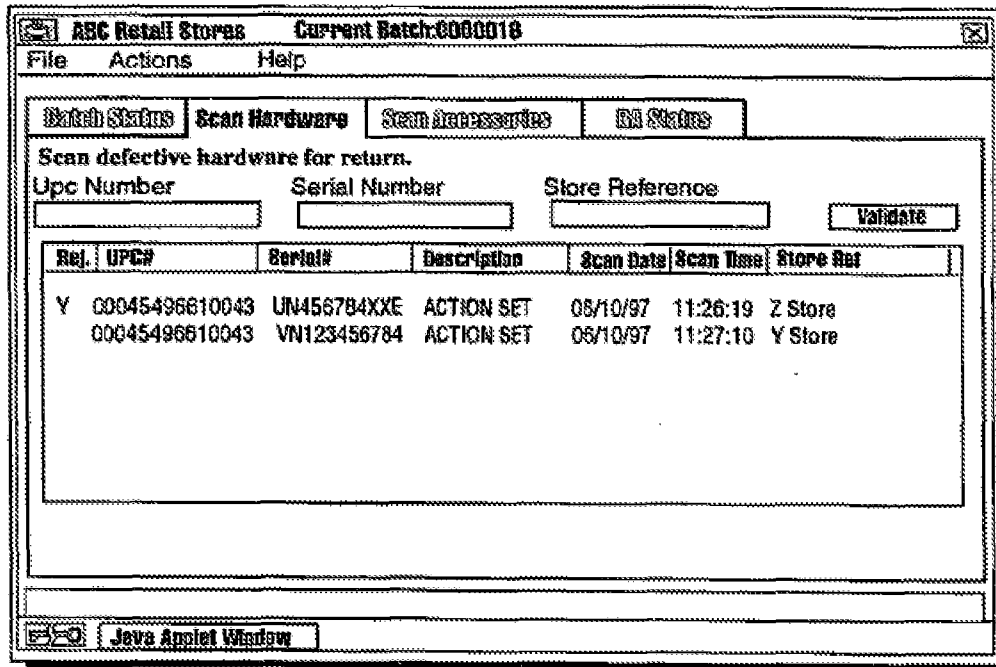 ABC Retail Stores Current Batch:0000018
File Actions Help
Batch Status Scan Hardware Scan Accessories RA Status
Scan defective hardware for return.
Upc Number Serial Number Store Reference
Validate
Rej. UPC# Serial# Description Scan Date Scan Time Store Ref
Y 00045496610043 UN456784XXE ACTION SET 06/10/97 11:26:19 Z Store
00045496610043 VN123456784 ACTION SET 06/10/97 11:27:10 Y Store
Java Applet Window